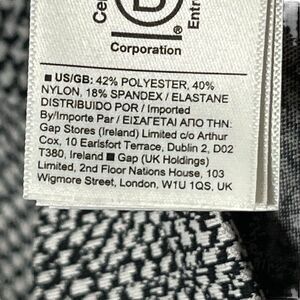 Ce
B
Entr
Corporation
■ US/GB: 42% POLYESTER, 40%
NYLON, 18% SPANDEX / ELASTANE
DISTRIBUIDO POR / Imported
By/Importe Par / ΕΙΣΑΓΕΤΑΙ ΑΠΟ ΤΗΝ:
Gap Stores (Ireland) Limited c/o Arthur
Cox, 10 Earlsfort Terrace, Dublin 2, D02
T380, Ireland ■ Gap (UK Holdings)
Limited, 2nd Floor Nations House, 103
Wigmore Street, London, W1U 1QS, UK